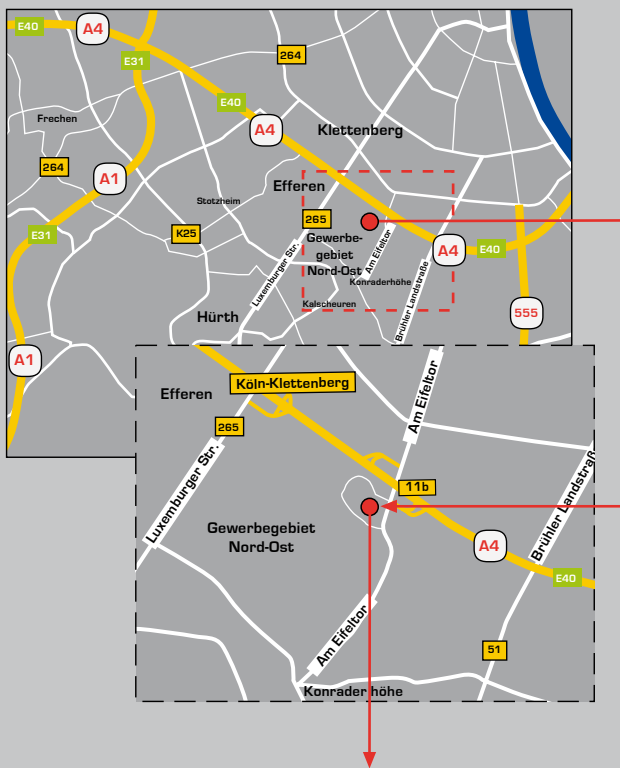 E40
A4
E31
264
Frechen
E40
A4
Klettenberg
264
A1
Stotzheim
Efferen
265
K25
E31
Gewerbe-
gebiet
Nord-Ost
Am Eifeltor
Luxemburger Str.
A4
E40
Konraderhöhe
Brühler Landstraße
Kalscheuren
Hürth
555
A1
Efferen
Köln-Klettenberg
Am Eifeltor
265
Luxemburger Str.
11b
Brühler Landstraß
Gewerbegebiet
Nord-Ost
A4
E40
Am Eifeltor
51
Konrader höhe